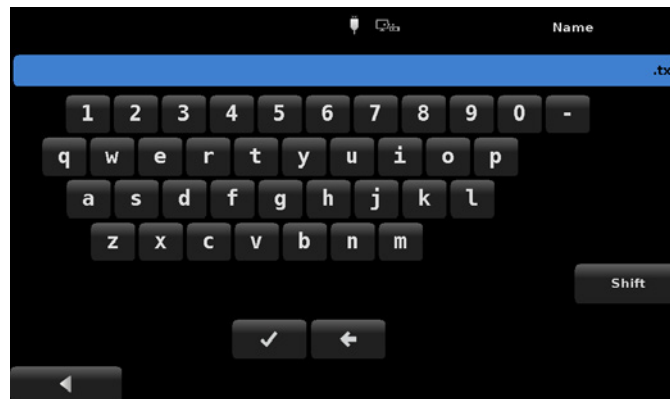 Name
.tx
1 2 3 4 5 6 7 8 9 0 -
q w e r t y u i o p
a s d f g h j k l
z x c v b n m
Shift